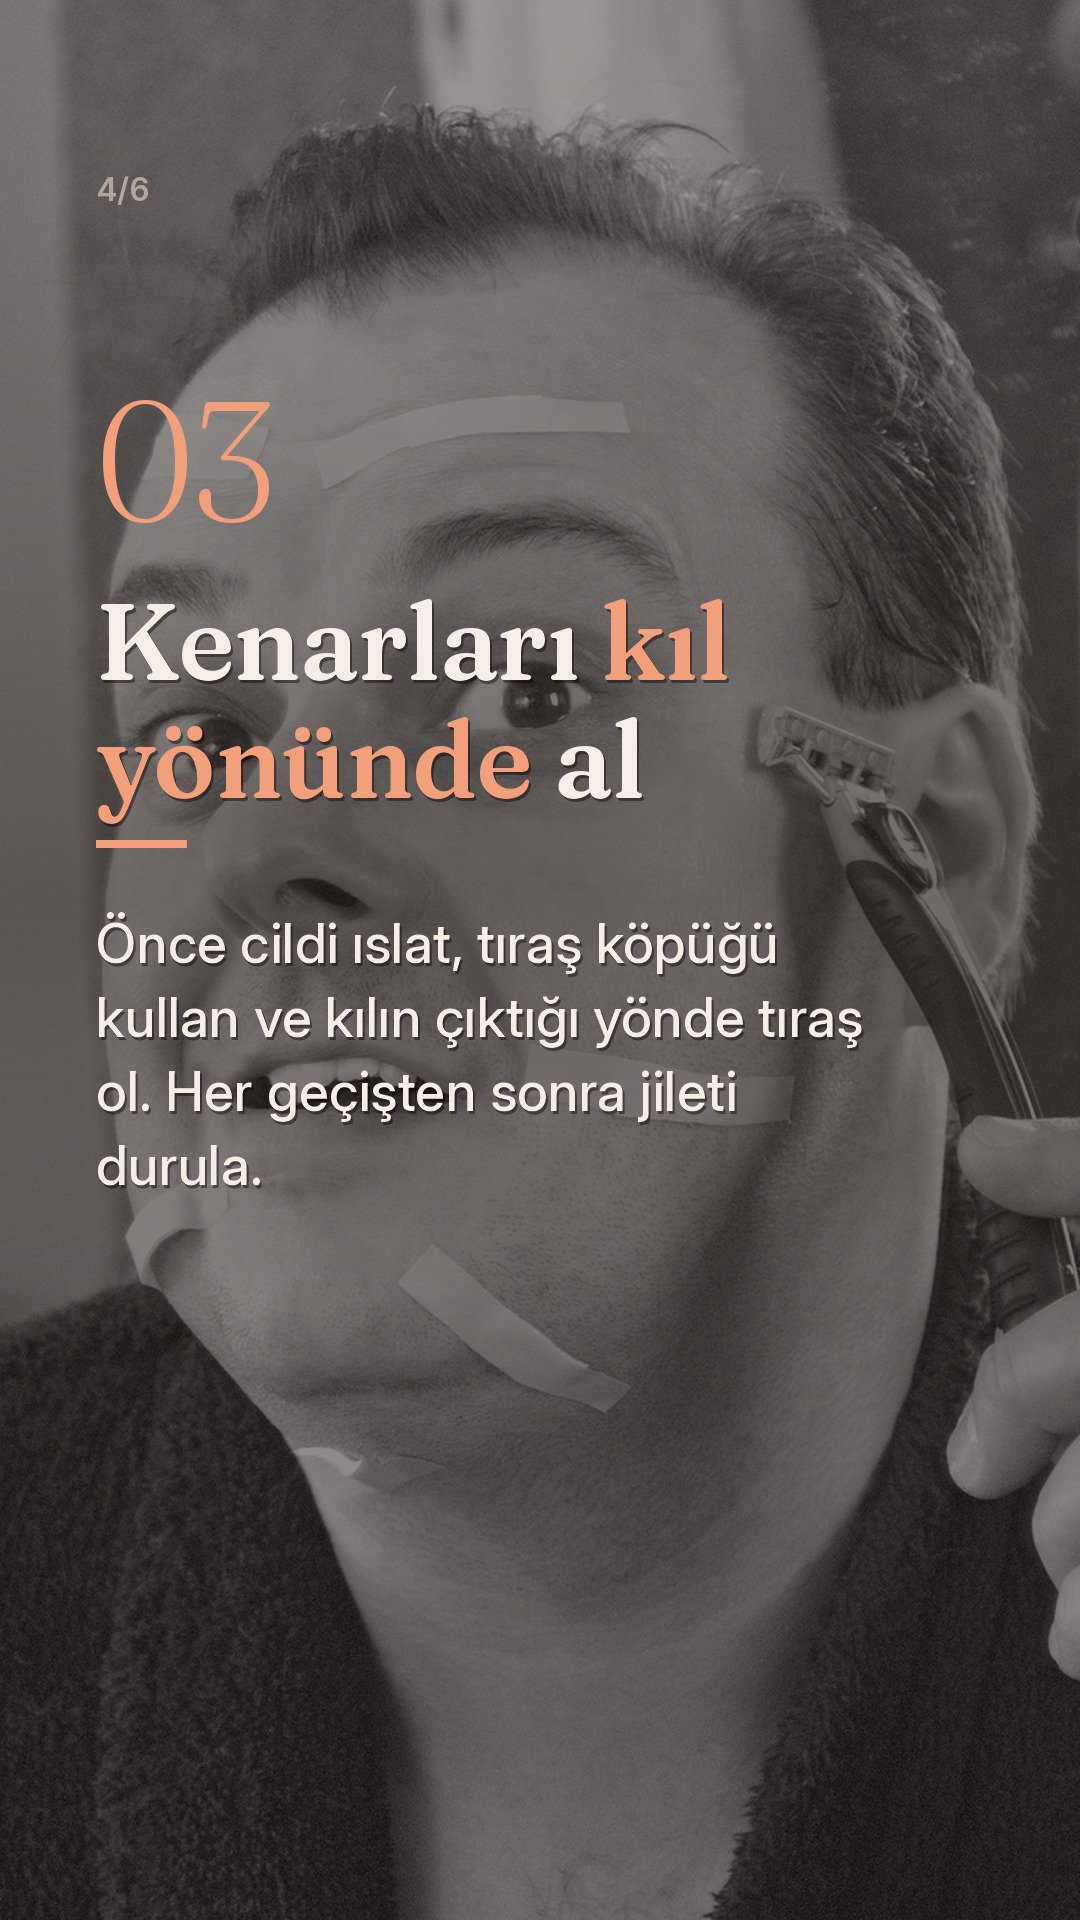 4/6
03
Kenarları kıl
yönünde al
Önce cildi ıslat, tıraş köpüğü
kullan ve kılın çıktığı yönde tıraş
ol. Her geçişten sonra jileti
durula.